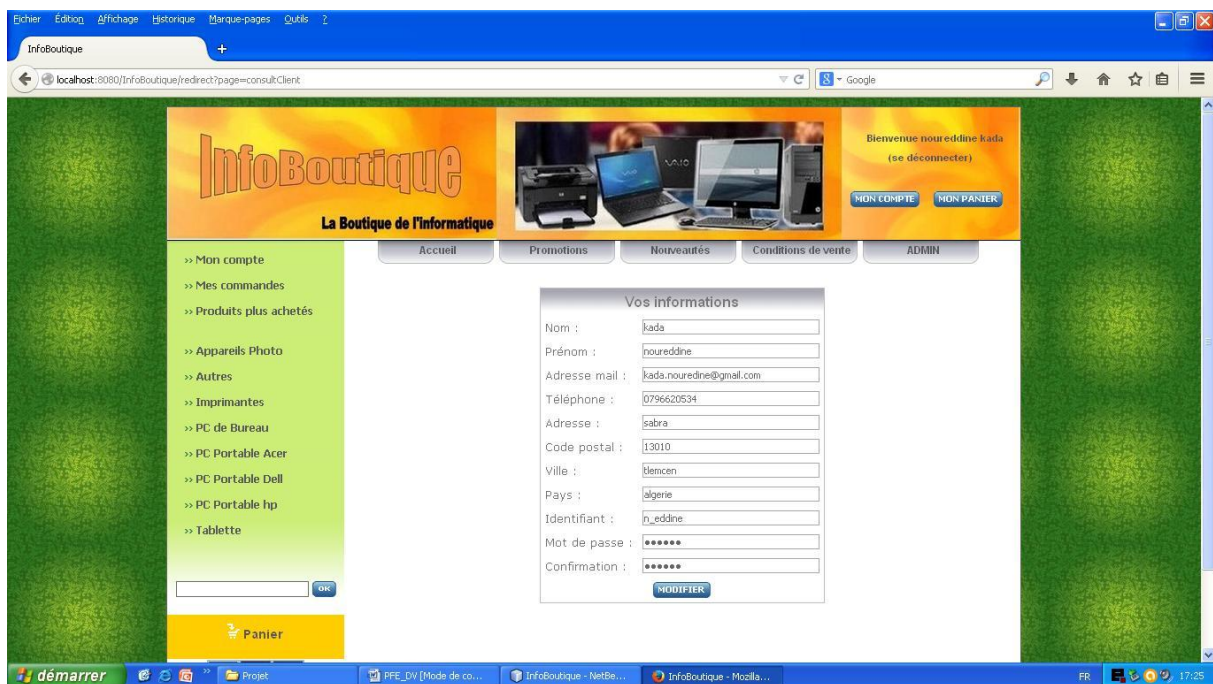 Fichier Édition Affichage Historique Marque-pages Outils ?
InfoBoutique +
localhost:8080/InfoBoutique/redirect?page=consultClient
Google
InfoBoutique
La Boutique de l'informatique
VAIO
Bienvenue noureddine kada
(se déconnecter)
MON COMPTE MON PANIER
Accueil Promotions Nouveautés Conditions de vente ADMIN
›› Mon compte
›› Mes commandes
›› Produits plus achetés
›› Appareils Photo
›› Autres
›› Imprimantes
›› PC de Bureau
›› PC Portable Acer
›› PC Portable Dell
›› PC Portable hp
›› Tablette
OK
Panier
Vos informations
Nom : kada
Prénom : noureddine
Adresse mail : kada.nouredine@gmail.com
Téléphone : 0796620534
Adresse : sabra
Code postal : 13010
Ville : tlemcen
Pays : algerie
Identifiant : n_eddine
Mot de passe : ●●●●●●
Confirmation : ●●●●●●
MODIFIER
démarrer » Projet PFE_DV [Mode de co... InfoBoutique - NetBe... InfoBoutique - Mozilla... FR 17:25